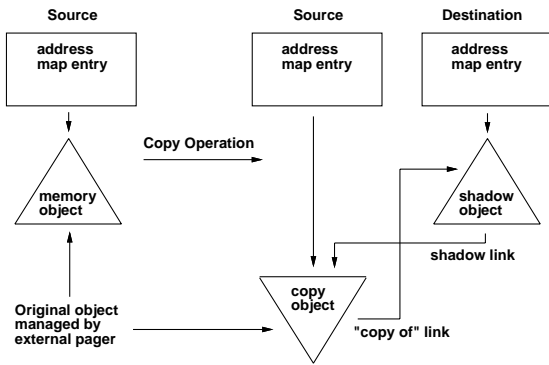 Source
Source
Destination
address
map entry
address
map entry
address
map entry
Copy Operation
memory
object
shadow
object
shadow link
copy
object
Original object
managed by
external pager
"copy of" link